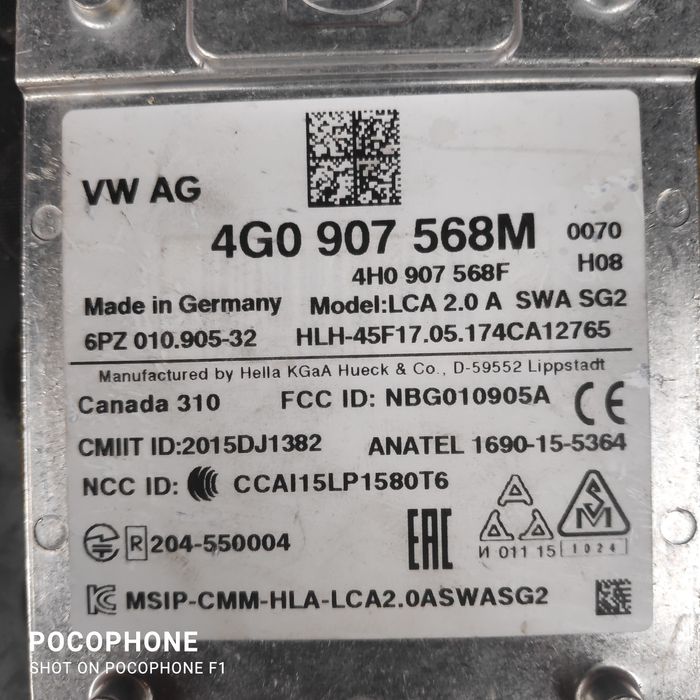 VW AG
4G0 907 568M 0070
4H0 907 568F H08
Made in Germany Model:LCA 2.0 A SWA SG2
6PZ 010.905-32 HLH-45F17.05.174CA12765
Manufactured by Hella KGaA Hueck & Co., D-59552 Lippstadt
Canada 310 FCC ID: NBG010905A CE
CMIIT ID:2015DJ1382 ANATEL 1690-15-5364
NCC ID: CCAI15LP1580T6
R 204-550004 EAC И 011 15 1024
MSIP-CMM-HLA-LCA2.0ASWASG2
POCOPHONE
SHOT ON POCOPHONE F1